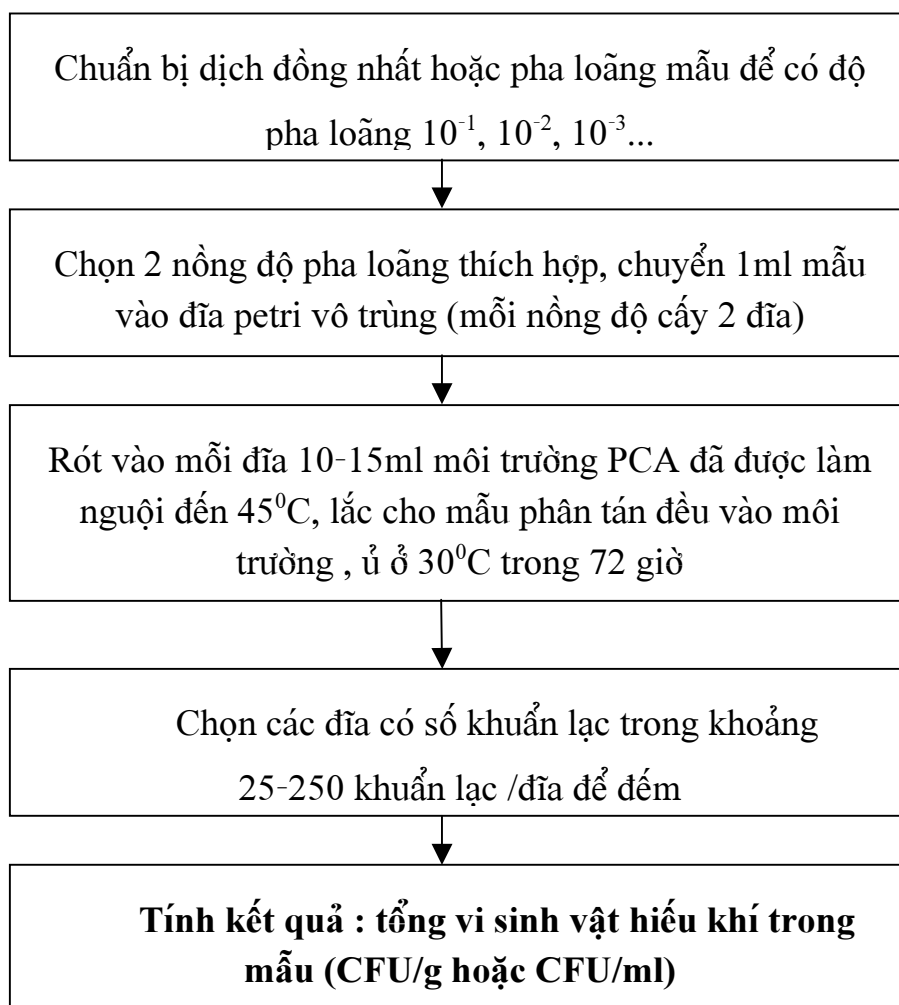 Chuẩn bị dịch đồng nhất hoặc pha loãng mẫu để có độ
pha loãng 10⁻¹, 10⁻², 10⁻³...
Chọn 2 nồng độ pha loãng thích hợp, chuyển 1ml mẫu
vào đĩa petri vô trùng (mỗi nồng độ cấy 2 đĩa)
Rót vào mỗi đĩa 10-15ml môi trường PCA đã được làm
nguội đến 45⁰C, lắc cho mẫu phân tán đều vào môi
trường , ủ ở 30⁰C trong 72 giờ
Chọn các đĩa có số khuẩn lạc trong khoảng
25-250 khuẩn lạc /đĩa để đếm
Tính kết quả : tổng vi sinh vật hiếu khí trong
mẫu (CFU/g hoặc CFU/ml)